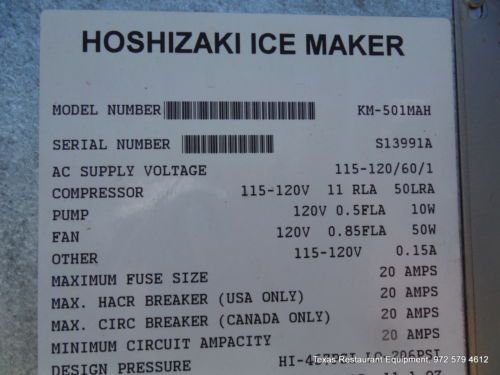 HOSHIZAKI ICE MAKER
MODEL NUMBER KM-501MAH
SERIAL NUMBER S13991A
AC SUPPLY VOLTAGE 115-120/60/1
COMPRESSOR 115-120V 11 RLA 50LRA
PUMP 120V 0.5FLA 10W
FAN 120V 0.85FLA 50W
OTHER 115-120V 0.15A
MAXIMUM FUSE SIZE 20 AMPS
MAX. HACR BREAKER (USA ONLY) 20 AMPS
MAX. CIRC BREAKER (CANADA ONLY) 20 AMPS
MINIMUM CIRCUIT AMPACITY 20 AMPS
DESIGN PRESSURE
Texas Restaurant Equipment. 972 579 4612